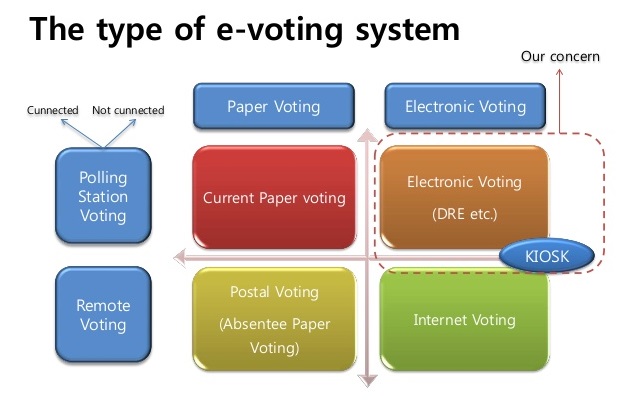 The type of e-voting system
Our concern
Paper Voting
Electronic Voting
Cunnected
Not cunnected
Polling
Station
Voting
Current Paper voting
Electronic Voting
(DRE etc.)
KIOSK
Remote
Voting
Postal Voting
(Absentee Paper
Voting)
Internet Voting